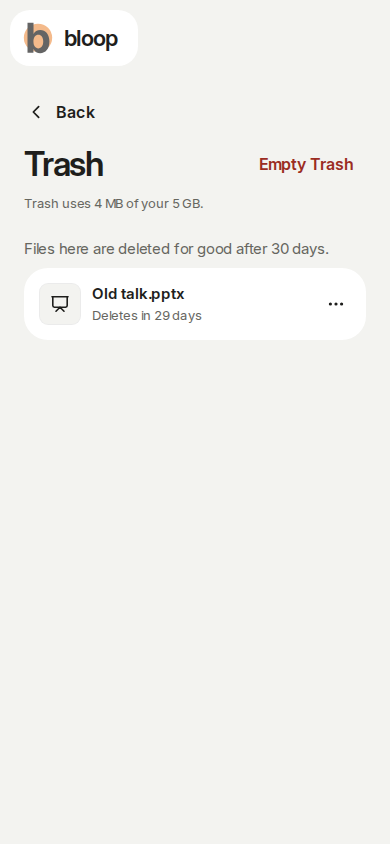 bloop
Back
Trash
Empty Trash
Trash uses 4 MB of your 5 GB.
Files here are deleted for good after 30 days.
Old talk.pptx
Deletes in 29 days